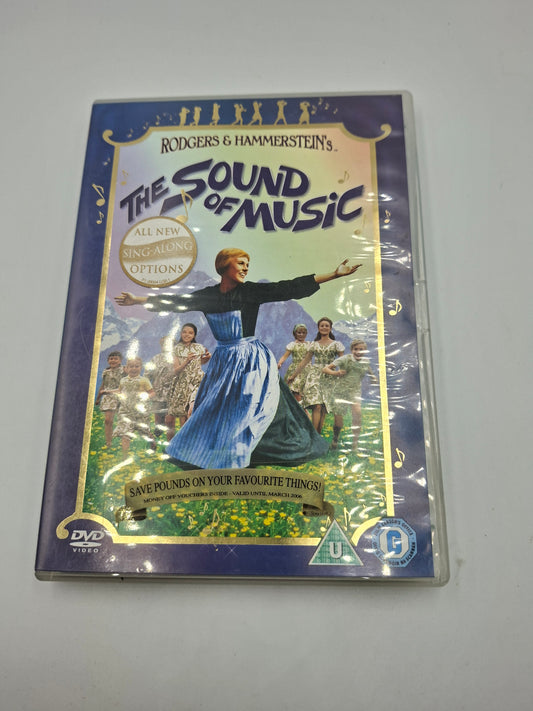 RODGERS & HAMMERSTEIN's
THE SOUND
OF MUSIC
ALL NEW
SING-ALONG
OPTIONS
SAVE POUNDS ON YOUR FAVOURITE THINGS!
MONEY OFF VOUCHERS INSIDE - VALID UNTIL MARCH 2006
DVD
VIDEO
U
G